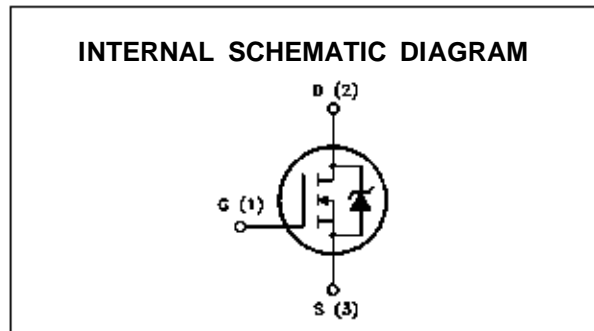 INTERNAL SCHEMATIC DIAGRAM
D (2)
G (1)
S (3)